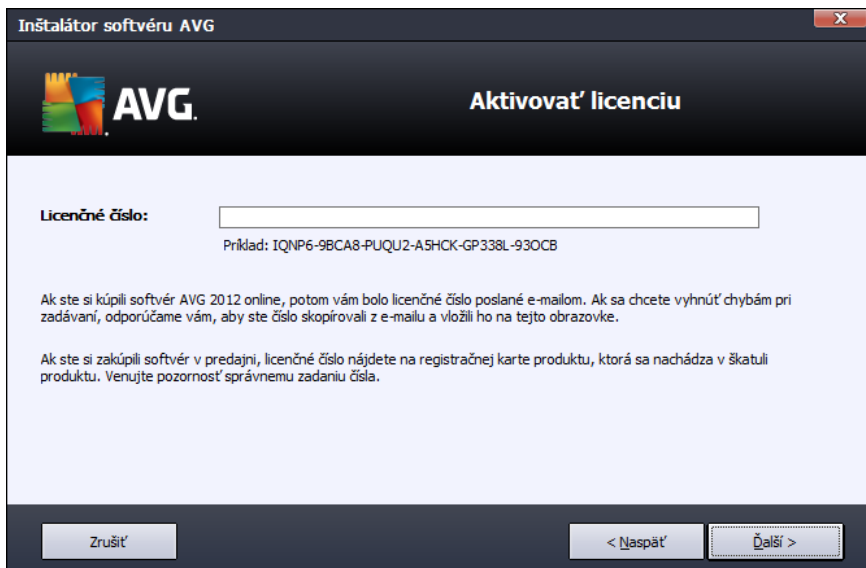 Inštalátor softvéru AVG
AVG.
Aktivovať licenciu
Licenčné číslo:
Príklad: IQNP6-9BCA8-PUQU2-A5HCK-GP338L-93OCB
Ak ste si kúpili softvér AVG 2012 online, potom vám bolo licenčné číslo poslané e-mailom. Ak sa chcete vyhnúť chybám pri
zadávaní, odporúčame vám, aby ste číslo skopírovali z e-mailu a vložili ho na tejto obrazovke.
Ak ste si zakúpili softvér v predajni, licenčné číslo nájdete na registračnej karte produktu, ktorá sa nachádza v škatuli
produktu. Venujte pozornosť správnemu zadaniu čísla.
Zrušiť
< Naspäť
Ďalší >